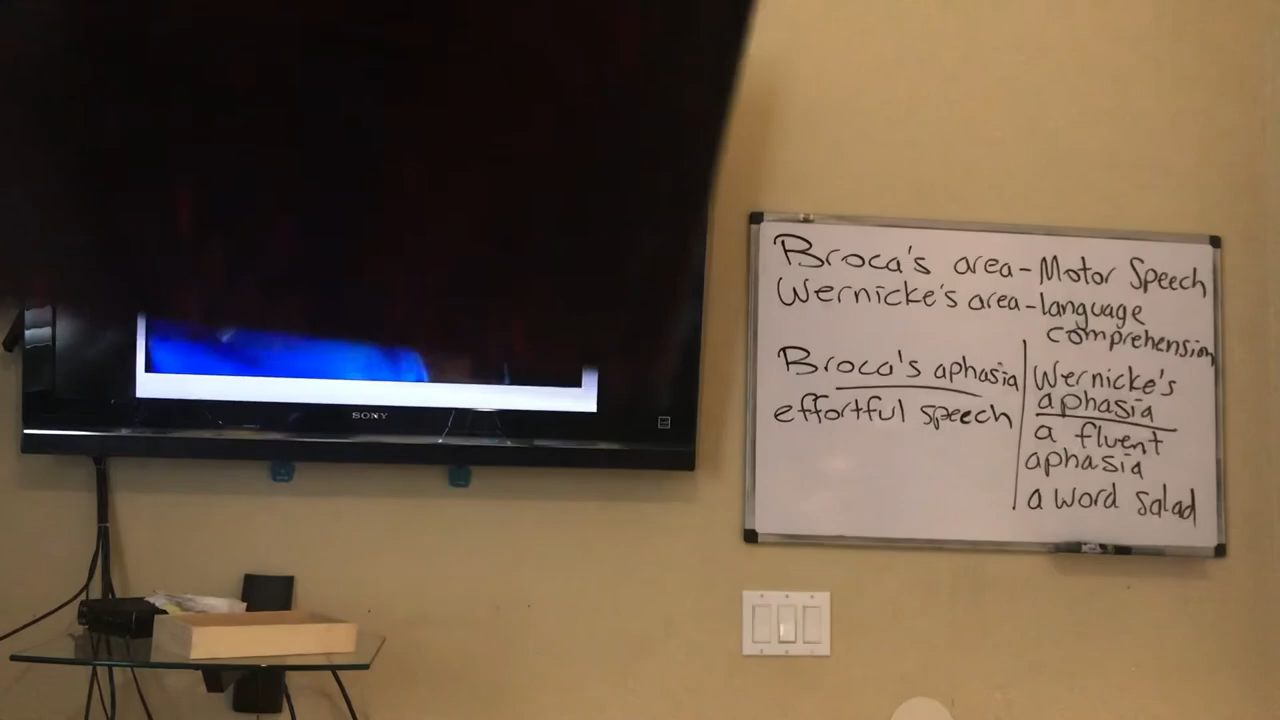 SONY
Broca's area-Motor Speech
Wernicke's area-language
comprehension
Broca's aphasia
effortful speech
Wernicke's
aphasia
a fluent
aphasia
a word salad